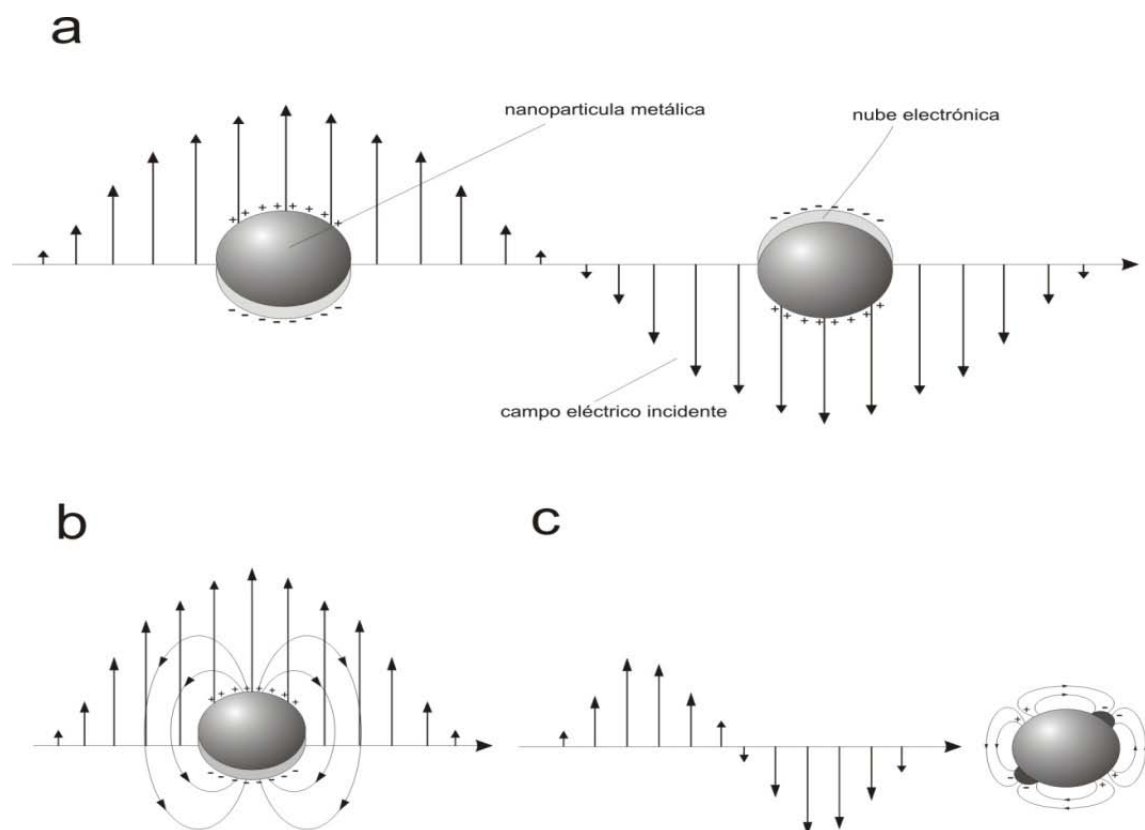 a
nanoparticula metálica
nube electrónica
campo eléctrico incidente
b
c